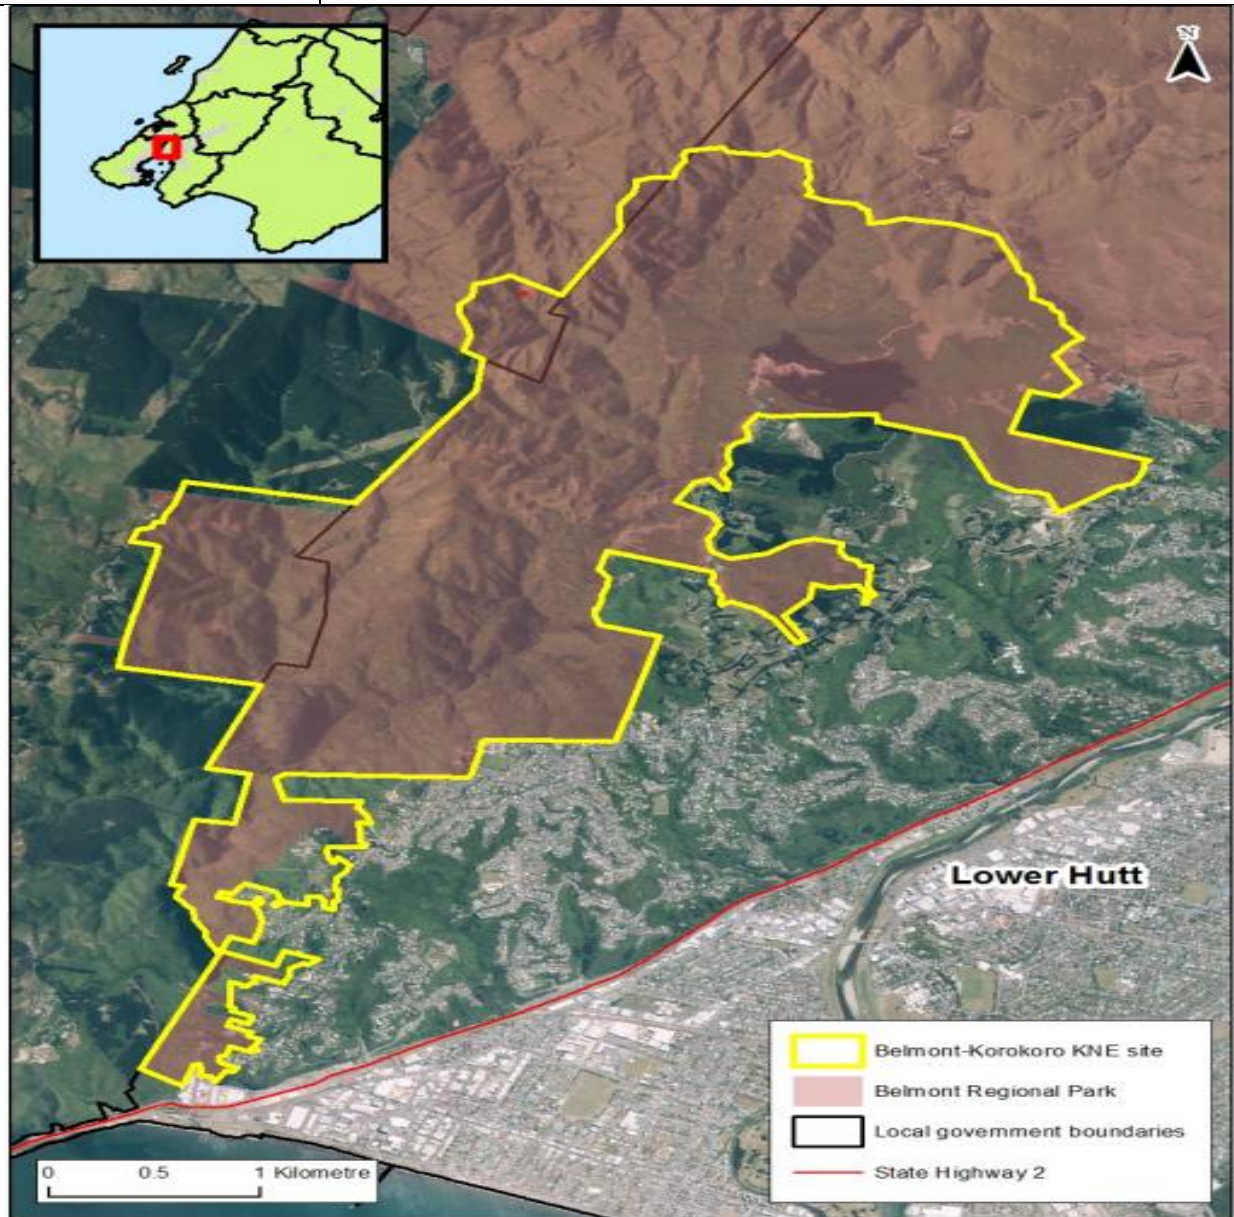 N
Lower Hutt
Belmont-Korokoro KNE site
Belmont Regional Park
Local government boundaries
State Highway 2
0 0.5 1 Kilometre